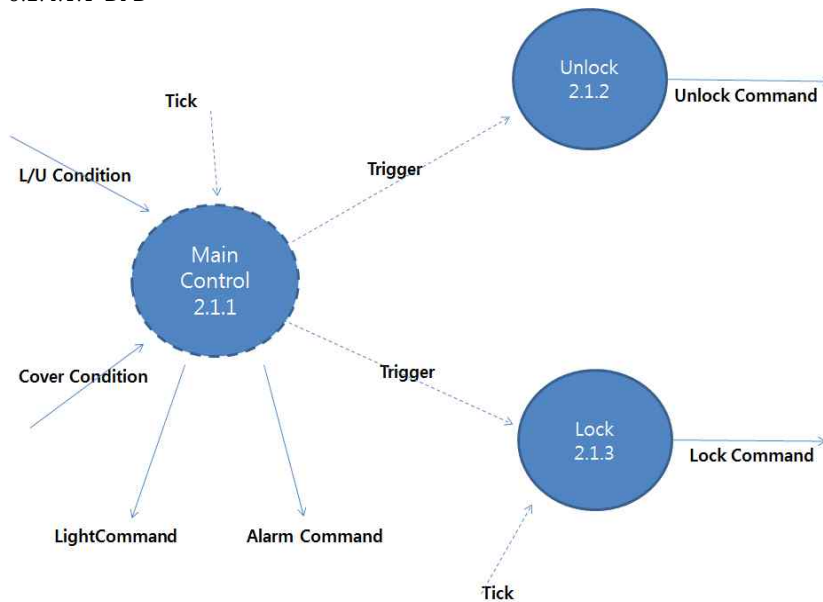 Unlock
2.1.2
Unlock Command
Tick
L/U Condition
Trigger
Main
Control
2.1.1
Cover Condition
Trigger
Lock
2.1.3
Lock Command
LightCommand
Alarm Command
Tick